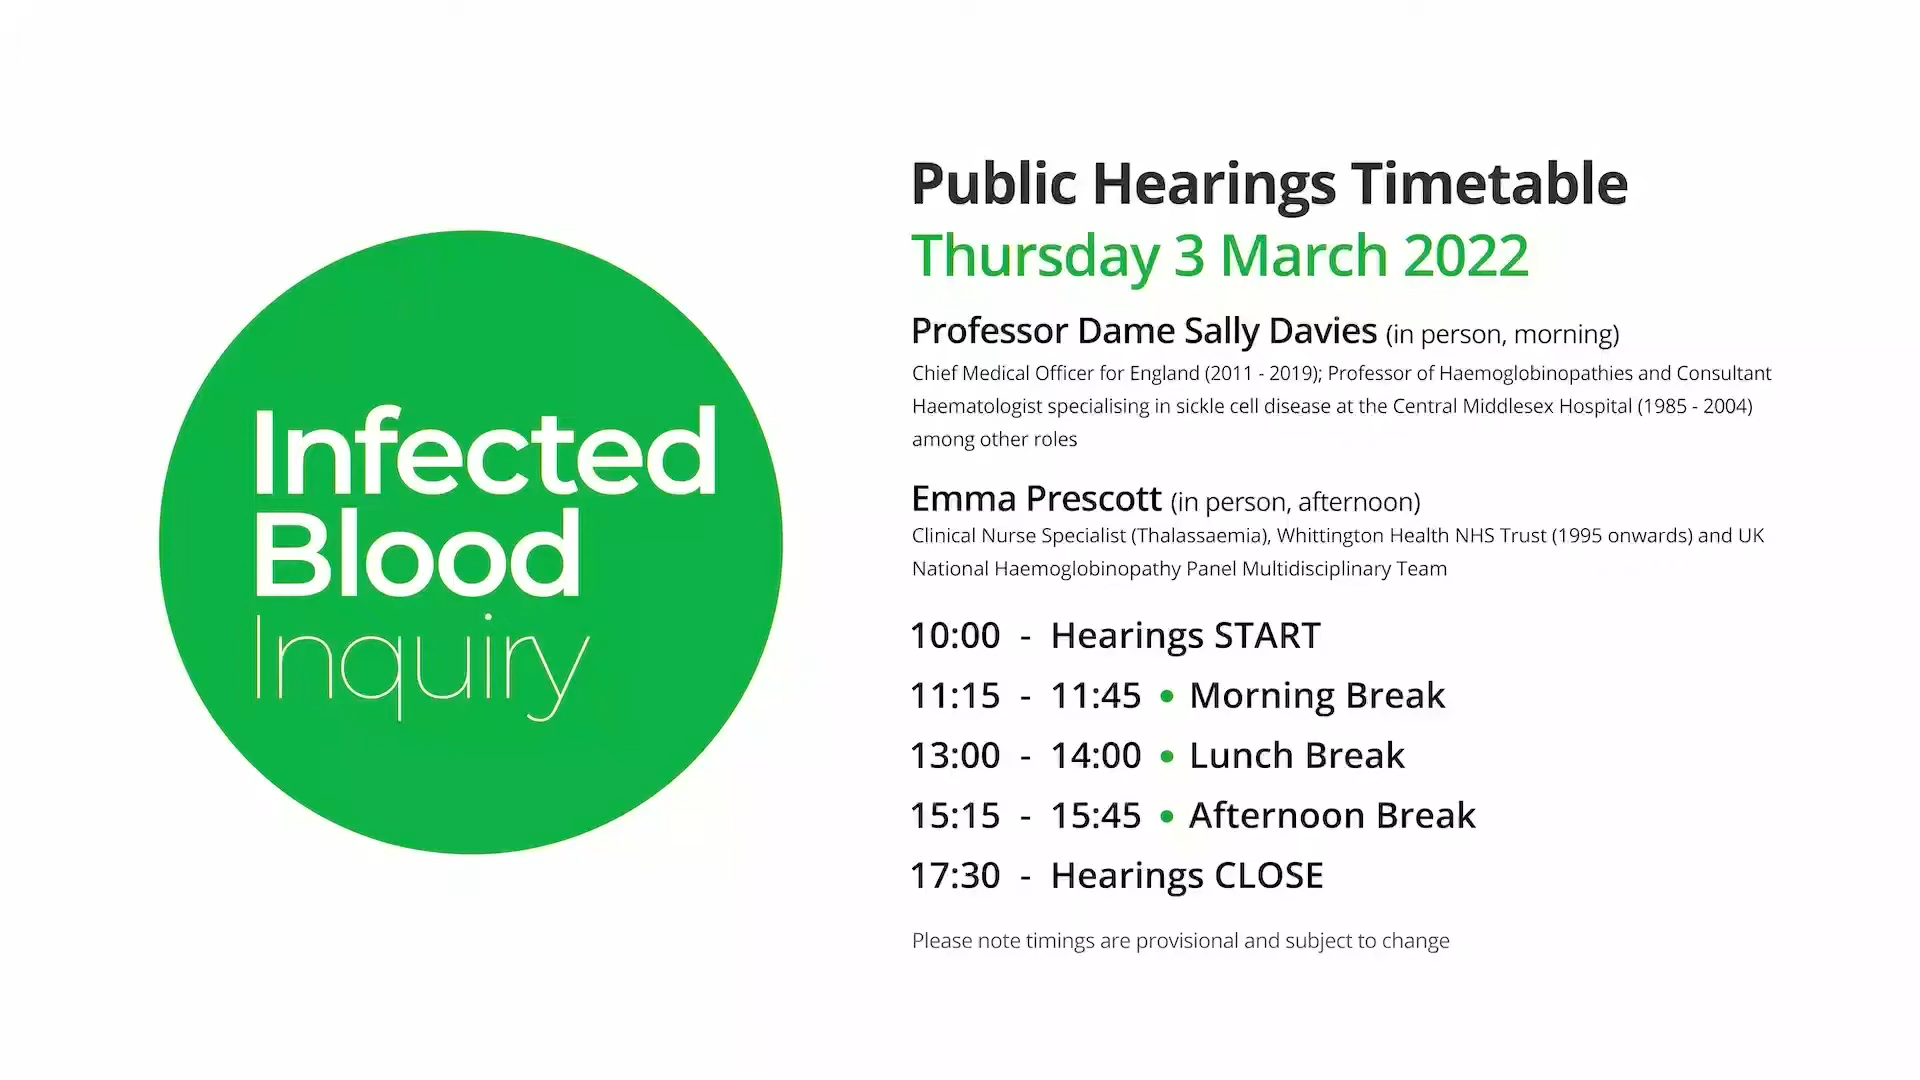 Infected
Blood
Inquiry
Public Hearings Timetable
Thursday 3 March 2022
Professor Dame Sally Davies (in person, morning)
Chief Medical Officer for England (2011 - 2019); Professor of Haemoglobinopathies and Consultant
Haematologist specialising in sickle cell disease at the Central Middlesex Hospital (1985 - 2004)
among other roles
Emma Prescott (in person, afternoon)
Clinical Nurse Specialist (Thalassaemia), Whittington Health NHS Trust (1995 onwards) and UK
National Haemoglobinopathy Panel Multidisciplinary Team
10:00 - Hearings START
11:15 - 11:45 • Morning Break
13:00 - 14:00 • Lunch Break
15:15 - 15:45 • Afternoon Break
17:30 - Hearings CLOSE
Please note timings are provisional and subject to change